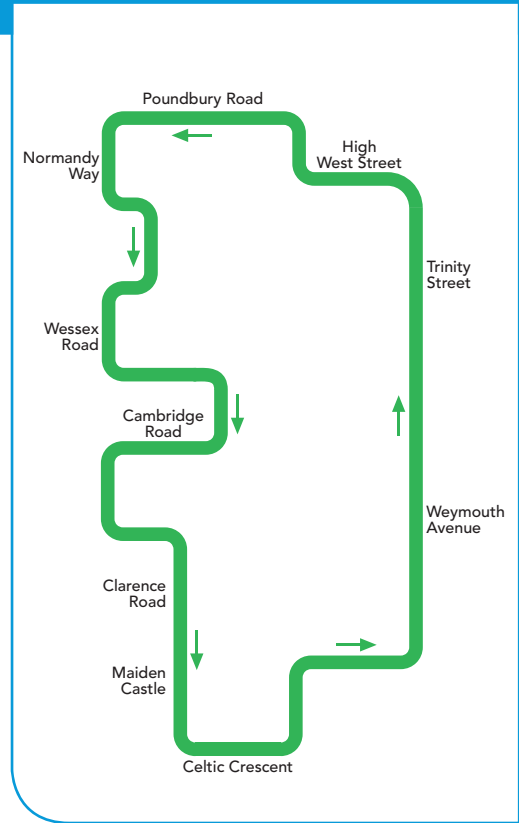 Poundbury Road
High
West Street
Normandy
Way
Trinity
Street
Wessex
Road
Cambridge
Road
Weymouth
Avenue
Clarence
Road
Maiden
Castle
Celtic Crescent